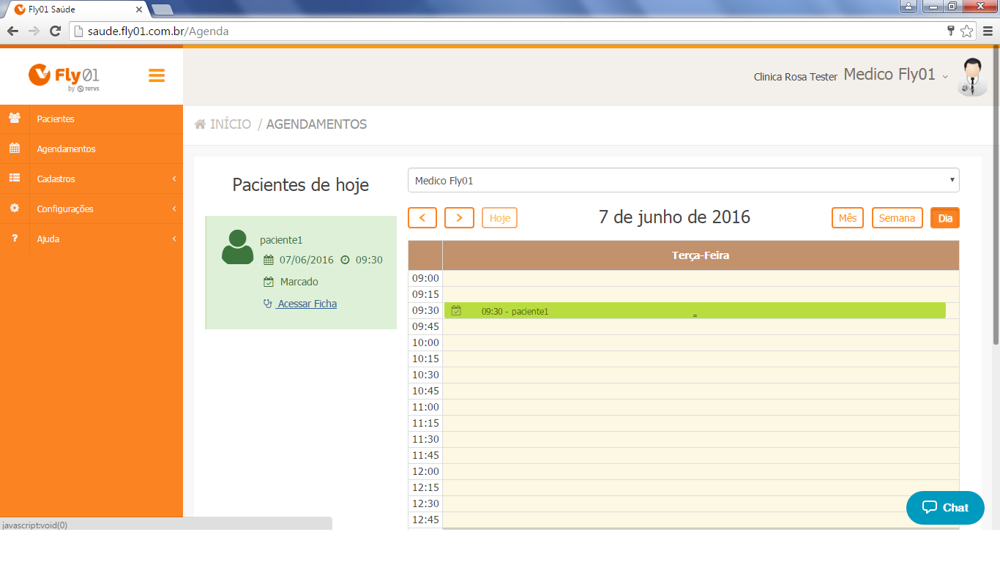 Fly01 Saúde
saude.fly01.com.br/Agenda
Fly01
by TOTVS
Clinica Rosa Tester Medico Fly01
Pacientes
Agendamentos
Cadastros
Configurações
? Ajuda
INÍCIO / AGENDAMENTOS
Pacientes de hoje
paciente1
07/06/2016 09:30
Marcado
Acessar Ficha
Medico Fly01
< > Hoje
7 de junho de 2016
Mês Semana Dia
Terça-Feira
09:00
09:15
09:30 09:30 - paciente1 =
09:45
10:00
10:15
10:30
10:45
11:00
11:15
11:30
11:45
12:00
12:15
12:30
12:45
Chat
javascript:void(0)